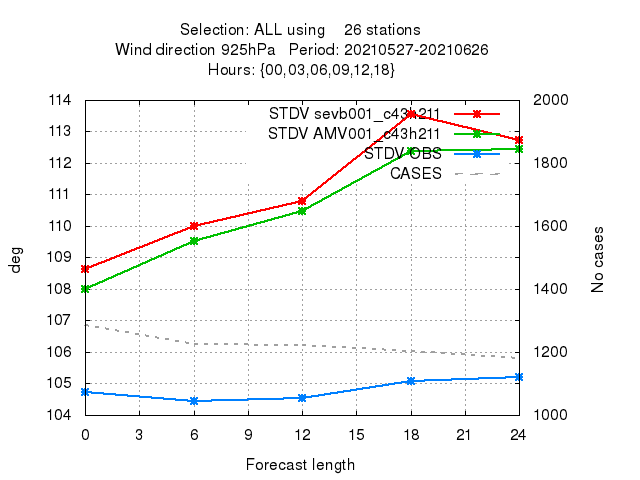 Selection: ALL using 26 stations
Wind direction 925hPa Period: 20210527-20210626
Hours: {00,03,06,09,12,18}
STDV sevb001_c43h211
STDV AMV001_c43h211
STDV OBS
CASES
114
113
112
111
110
109
108
107
106
105
104
deg
2000
1800
1600
1400
1200
1000
No cases
0 3 6 9 12 15 18 21 24
Forecast length